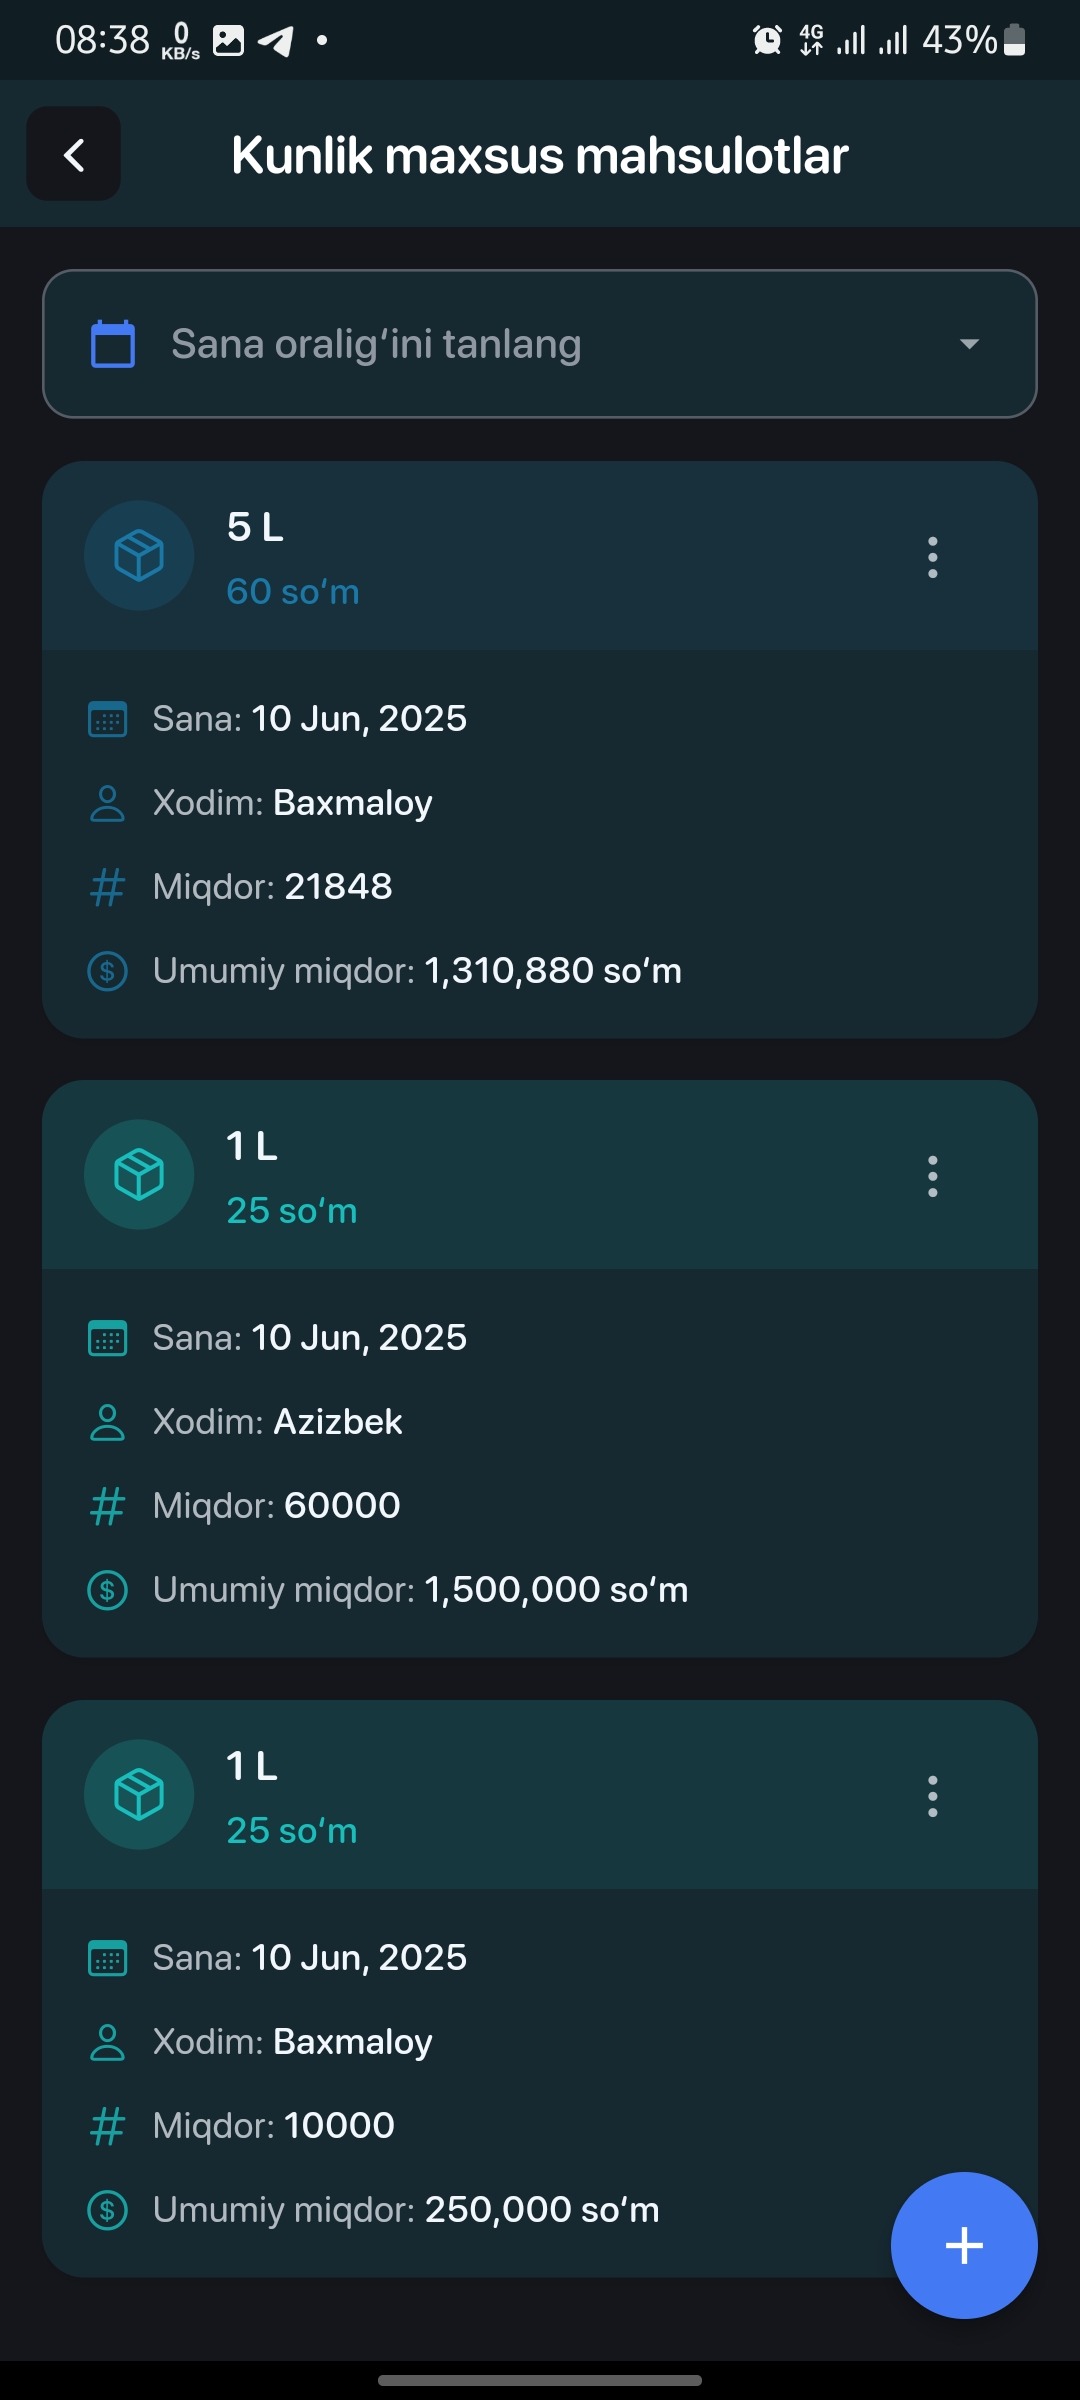 08:38 0 KB/s 4G 43%
Kunlik maxsus mahsulotlar
Sana oralig‘ini tanlang
5 L
60 so‘m
Sana: 10 Jun, 2025
Xodim: Baxmaloy
# Miqdor: 21848
$ Umumiy miqdor: 1,310,880 so‘m
1 L
25 so‘m
Sana: 10 Jun, 2025
Xodim: Azizbek
# Miqdor: 60000
$ Umumiy miqdor: 1,500,000 so‘m
1 L
25 so‘m
Sana: 10 Jun, 2025
Xodim: Baxmaloy
# Miqdor: 10000
$ Umumiy miqdor: 250,000 so‘m
+